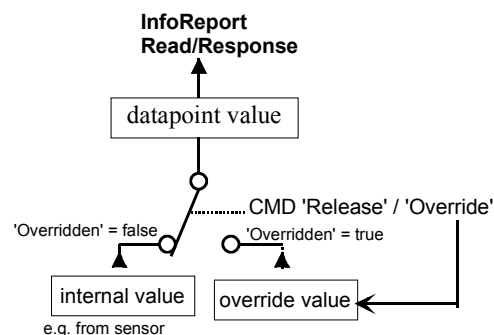 InfoReport
Read/Response
datapoint value
CMD 'Release' / 'Override'
'Overridden' = false
'Overridden' = true
internal value
override value
e.g. from sensor